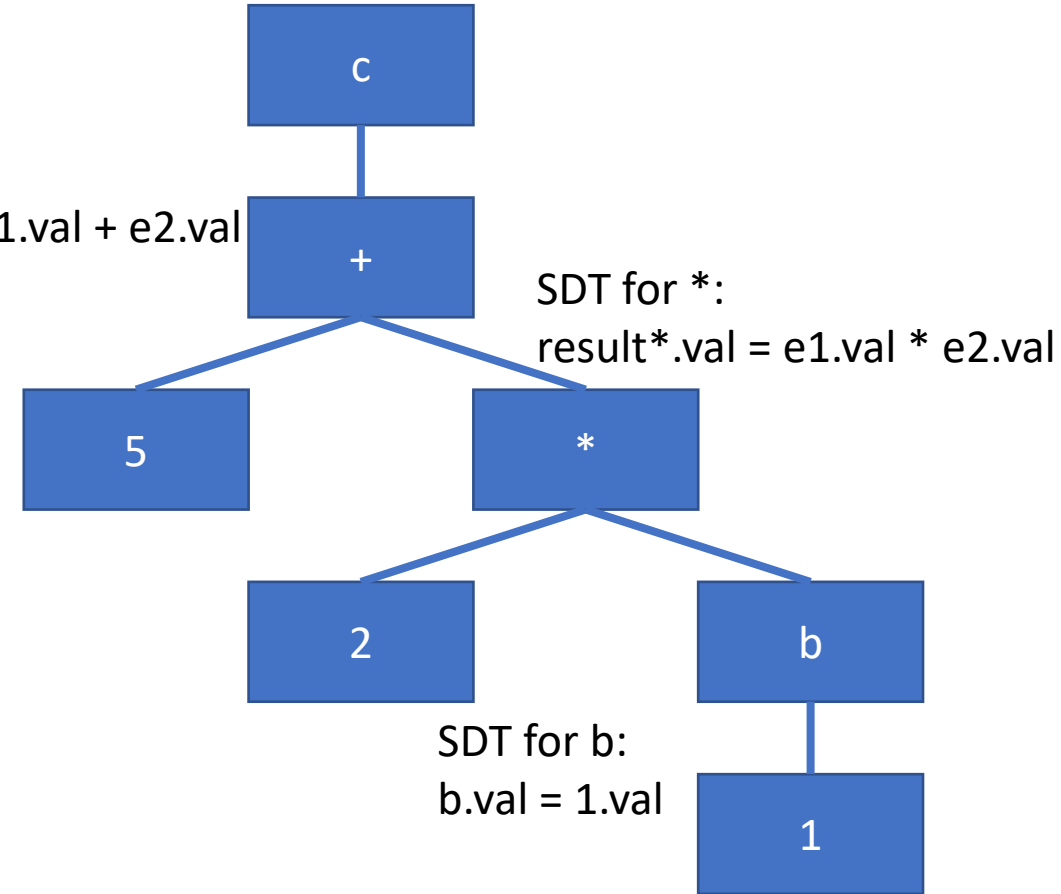 c
1.val + e2.val
+
SDT for *:
result*.val = e1.val * e2.val
5
*
2
b
SDT for b:
b.val = 1.val
1